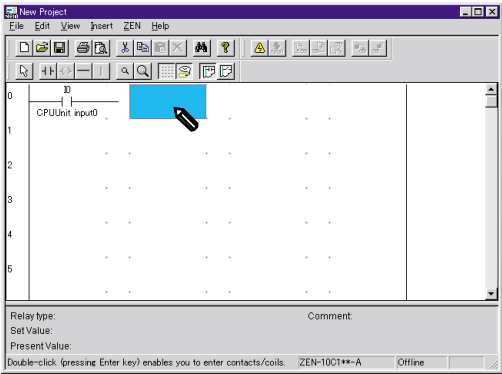 New Project
File Edit View Insert ZEN Help
0
I0
CPUUnit input0
1
2
3
4
5
Relay type: Comment:
Set Value:
Present Value:
Double-click (pressing Enter key) enables you to enter contacts/coils. ZEN-10C1**-A Offline